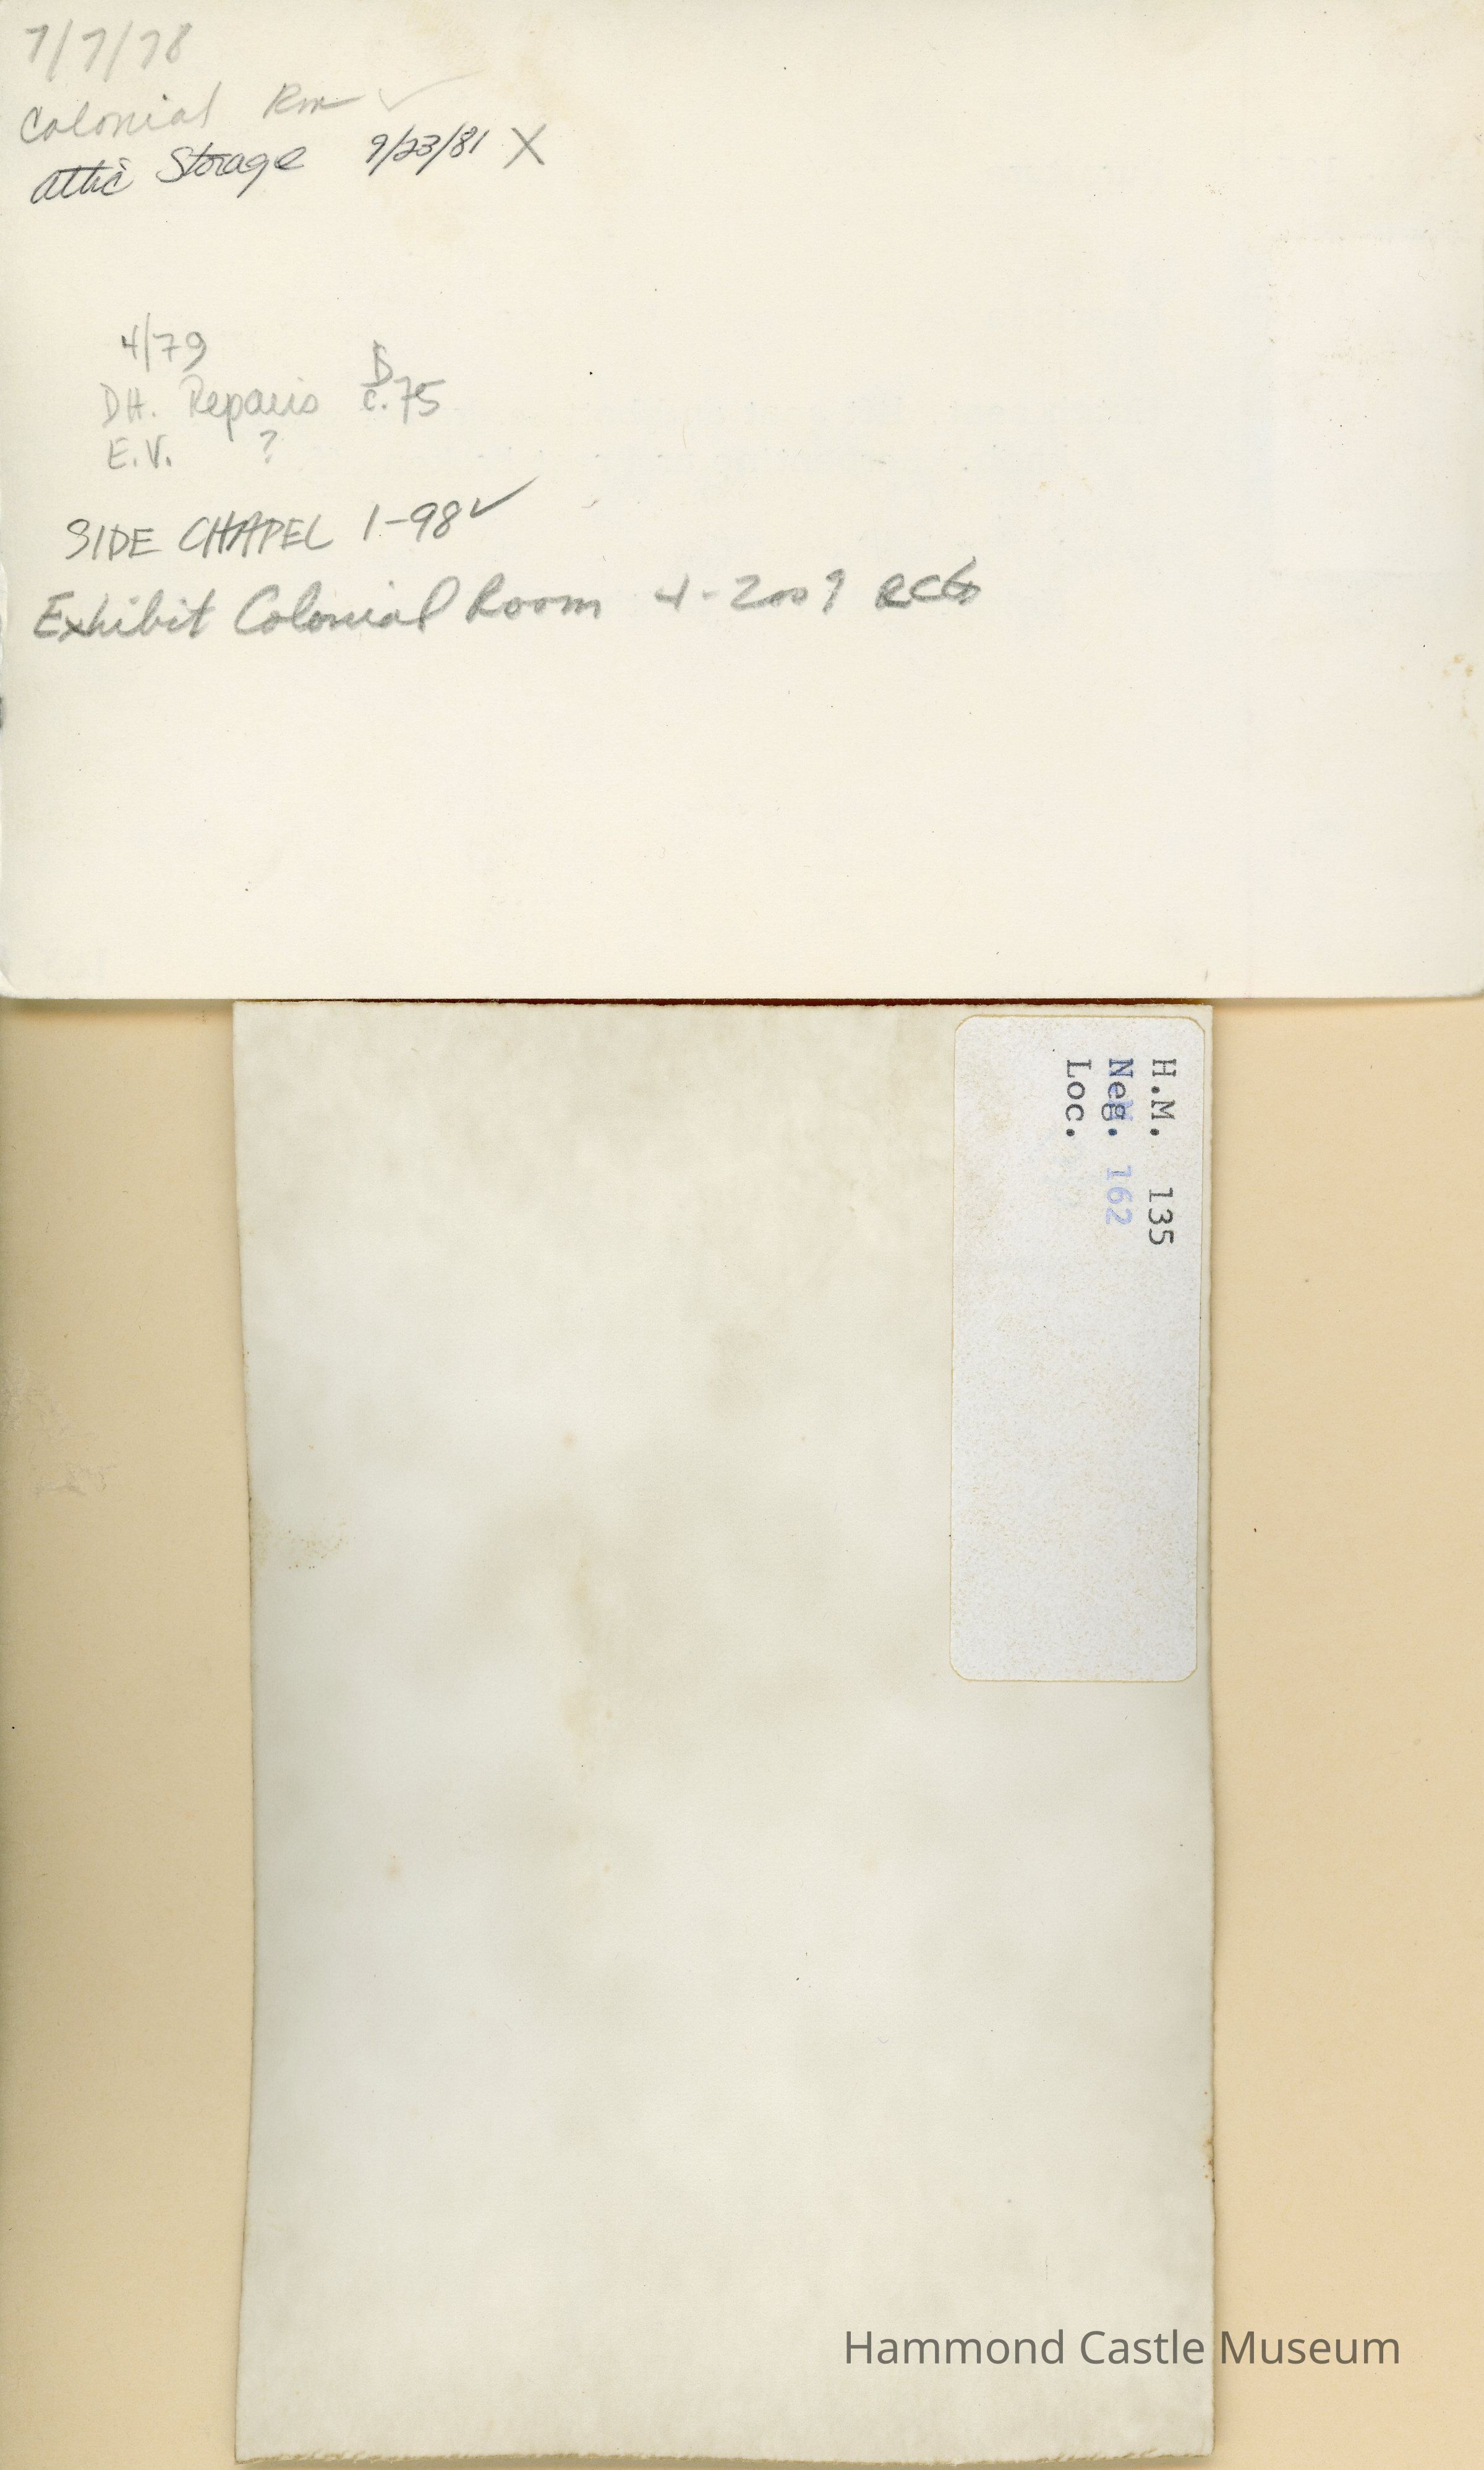 7/7/78
Colonial Rm ✓
Attic Storage 9/23/81 X
4/79
DH. Repairs c.75
E.V. ?
SIDE CHAPEL 1-98 ✓
Exhibit Colonial Room 4-2009 RCG
H.M. 135
Neg. 162
Loc.
Hammond Castle Museum